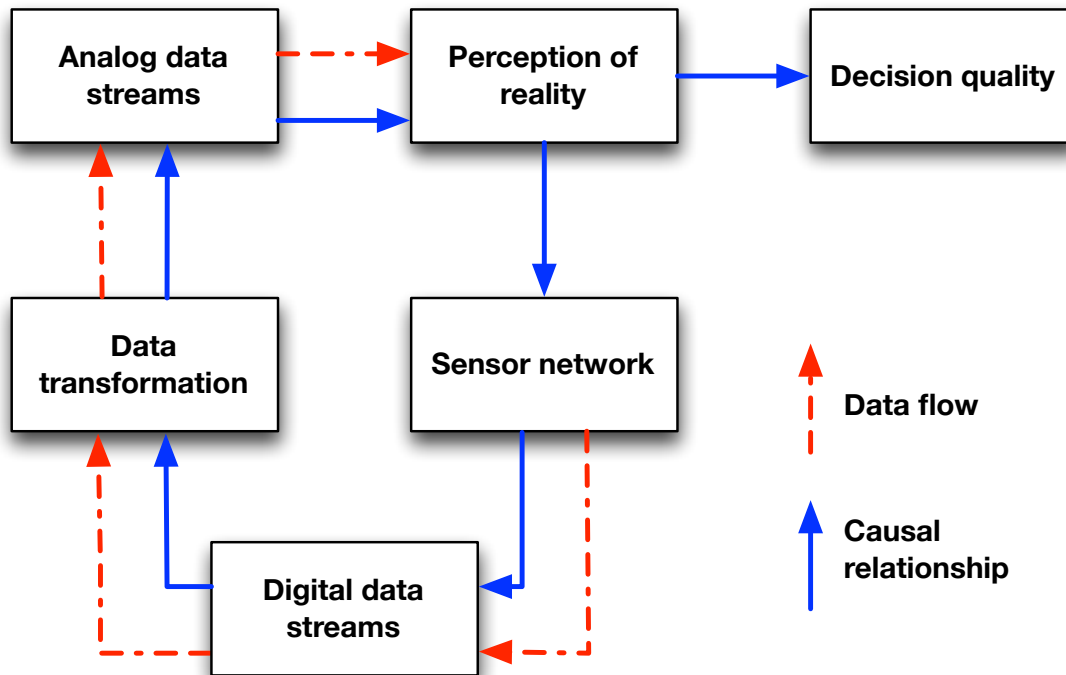 Analog data
streams
Perception of
reality
Decision quality
Data
transformation
Sensor network
Data flow
Causal
relationship
Digital data
streams